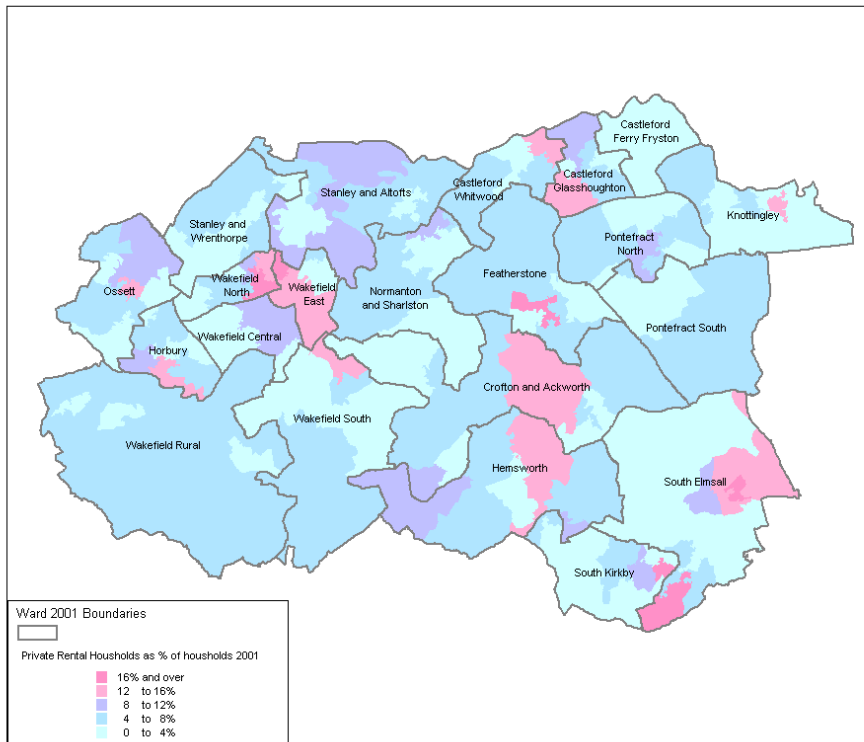 Castleford
Ferry Fryston
Castleford
Glasshoughton
Castleford
Whitwood
Stanley and Altofts
Knottingley
Stanley and
Wrenthorpe
Pontefract
North
Featherstone
Ossett
Wakefield
North
Wakefield
East
Normanton
and Sharlston
Pontefract South
Wakefield Central
Horbury
Crofton and Ackworth
Wakefield South
Wakefield Rural
Hemsworth
South Elmsall
South Kirkby
Ward 2001 Boundaries
Private Rental Housholds as % of housholds 2001
16% and over
12 to 16%
8 to 12%
4 to 8%
0 to 4%